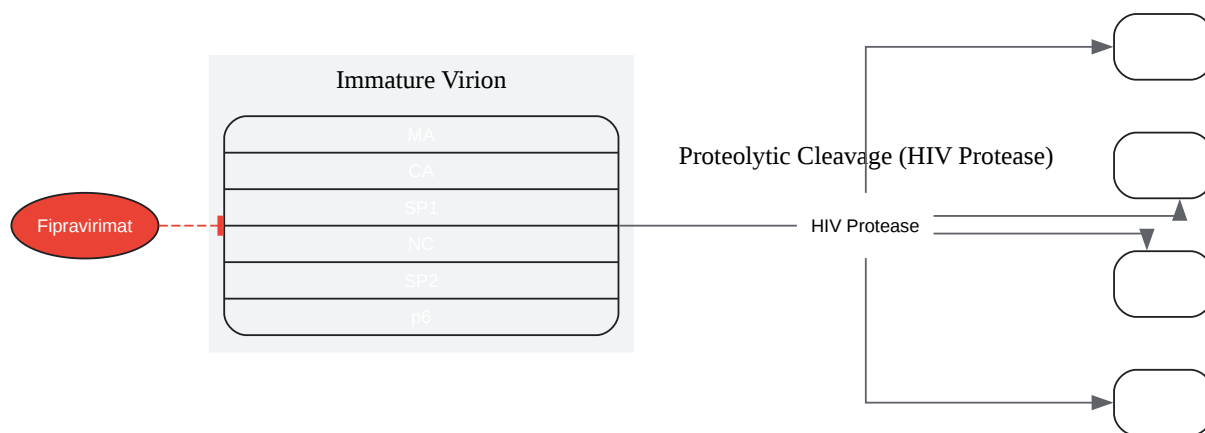 Immature Virion
MA
CA
SP1
NC
SP2
p6
Fipravirimat
Proteolytic Cleavage (HIV Protease)
HIV Protease